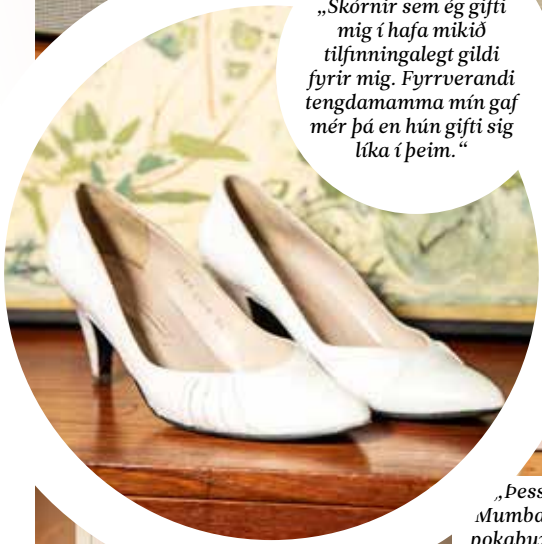 „Skórnir sem ég gifti
mig í hafa mikið
tilfinningalegt gildi
fyrir mig. Fyrrverandi
tengdamamma mín gaf
mér þá en hún gifti sig
líka í þeim.“
„Þess
Mumba